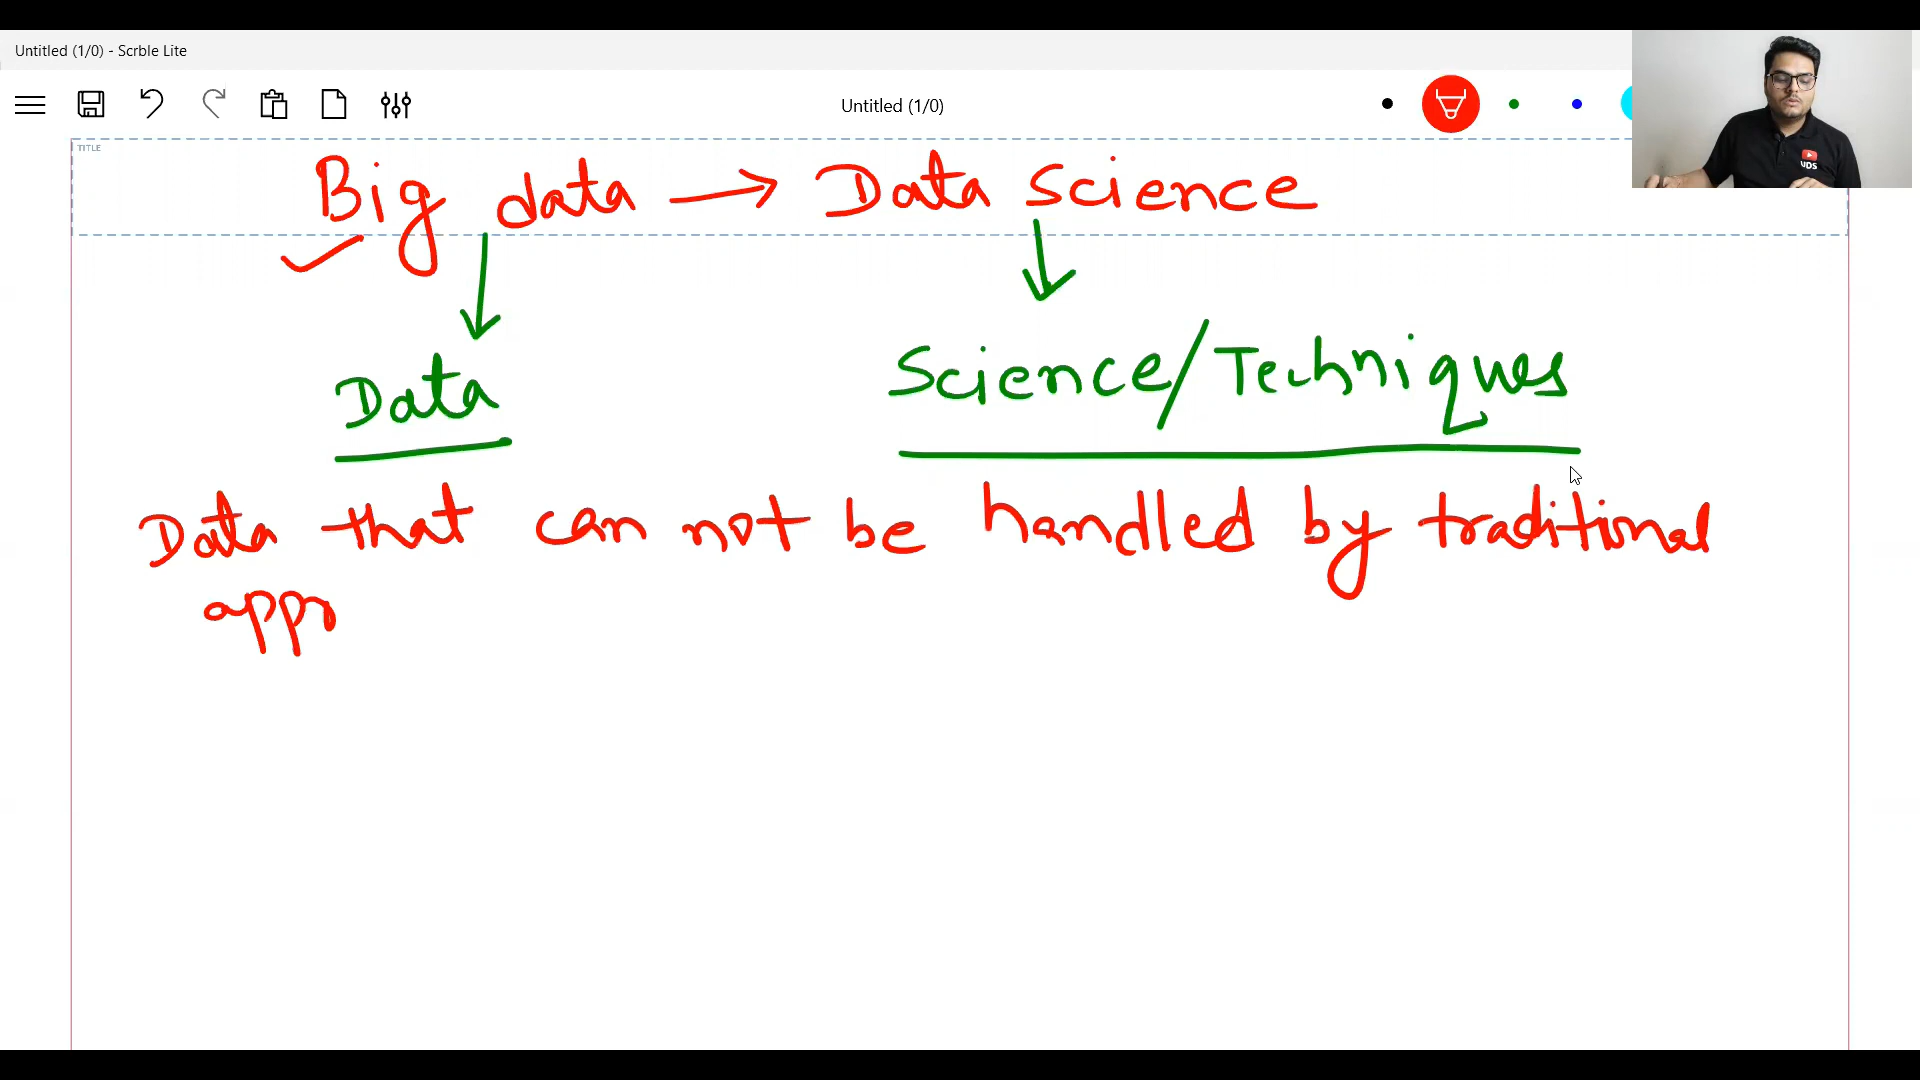 Untitled (1/0) - Scrble Lite
Untitled (1/0)
TITLE
Big data → Data Science
Data Science/Techniques
Data that can not be handled by traditional
appr
UDS